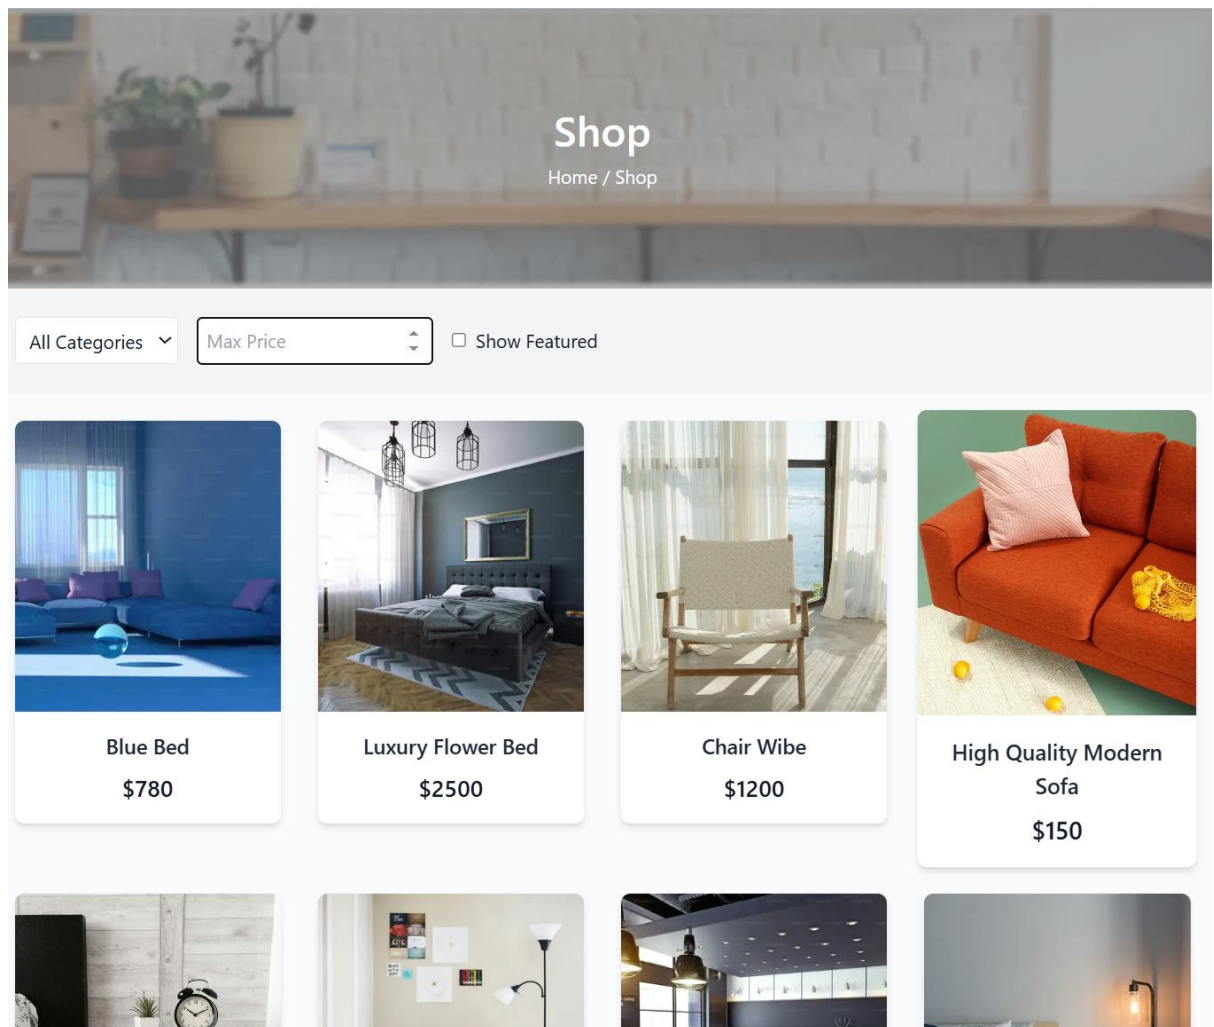 Shop
Home / Shop
All Categories
Max Price
Show Featured
Blue Bed
$780
Luxury Flower Bed
$2500
Chair Wibe
$1200
High Quality Modern
Sofa
$150